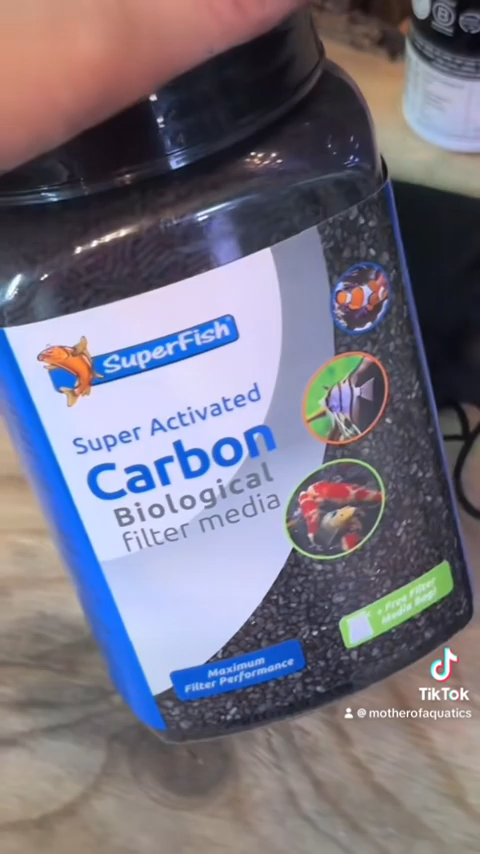 SuperFish
Super Activated
Carbon
Biological
filter media
+ Free Filter
Media Bag!
Maximum
Filter Performance
TikTok
@motherofaquatics